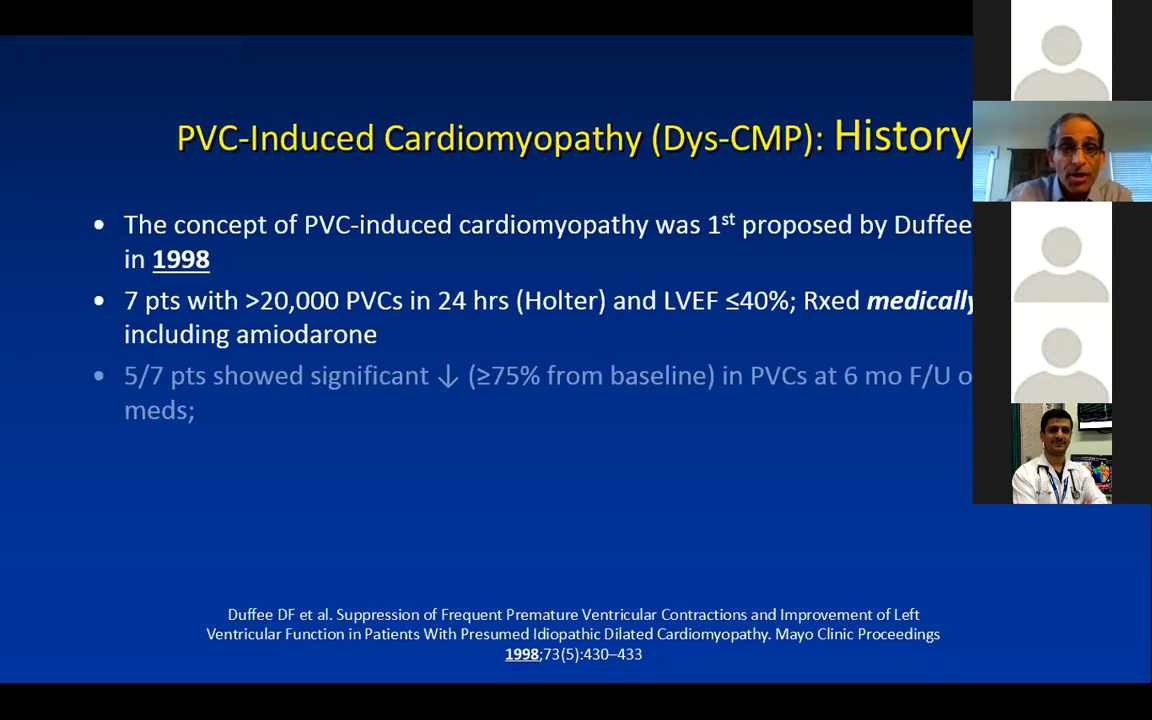 PVC-Induced Cardiomyopathy (Dys-CMP): History
• The concept of PVC-induced cardiomyopathy was 1st proposed by Duffee
in 1998
• 7 pts with >20,000 PVCs in 24 hrs (Holter) and LVEF ≤40%; Rxed medically
including amiodarone
• 5/7 pts showed significant ↓ (≥75% from baseline) in PVCs at 6 mo F/U
meds;
Duffee DF et al. Suppression of Frequent Premature Ventricular Contractions and Improvement of Left
Ventricular Function in Patients With Presumed Idiopathic Dilated Cardiomyopathy. Mayo Clinic Proceedings
1998;73(5):430–433